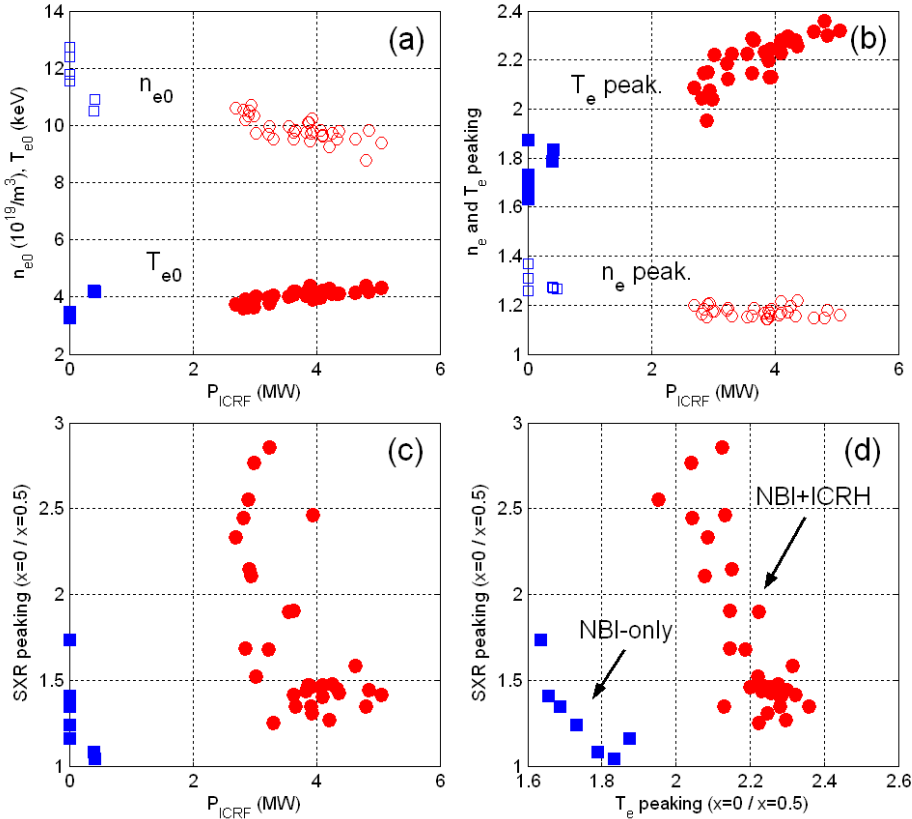 14
12
10
8
6
4
2
0
2
4
6
n_e0 (10^19/m^3), T_e0 (keV)
P_ICRF (MW)
(a)
n_e0
T_e0
2.4
2.2
2
1.8
1.6
1.4
1.2
1
0
2
4
6
n_e and T_e peaking
P_ICRF (MW)
(b)
T_e peak.
n_e peak.
3
2.5
2
1.5
1
0
2
4
6
SXR peaking (x=0 / x=0.5)
P_ICRF (MW)
(c)
3
2.5
2
1.5
1
1.6
1.8
2
2.2
2.4
2.6
SXR peaking (x=0 / x=0.5)
T_e peaking (x=0 / x=0.5)
(d)
NBI+ICRH
NBI-only